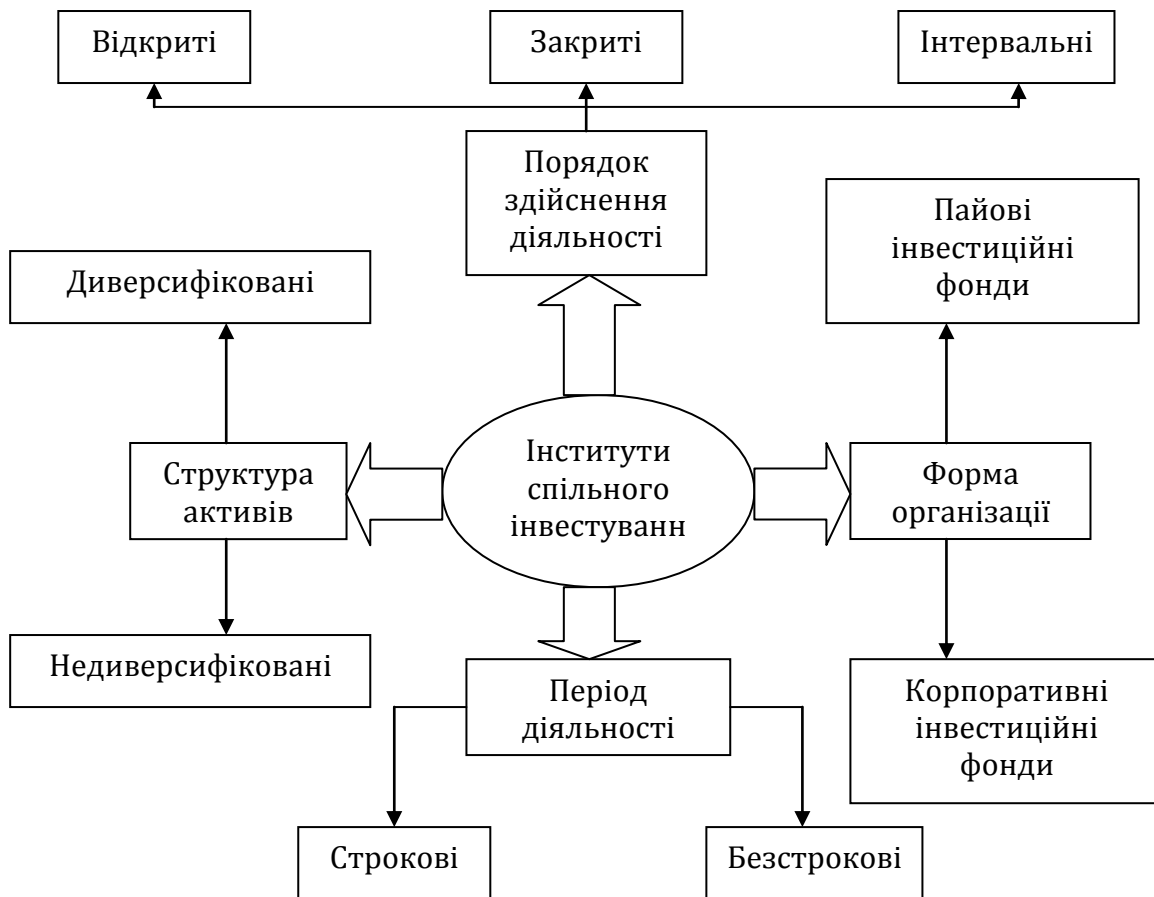 Відкриті
Закриті
Інтервальні
Порядок
здійснення
діяльності
Пайові
інвестиційні
фонди
Диверсифіковані
Структура
активів
Інститути
спільного
інвестуванн
Форма
організації
Недиверсифіковані
Період
діяльності
Корпоративні
інвестиційні
фонди
Строкові
Безстрокові